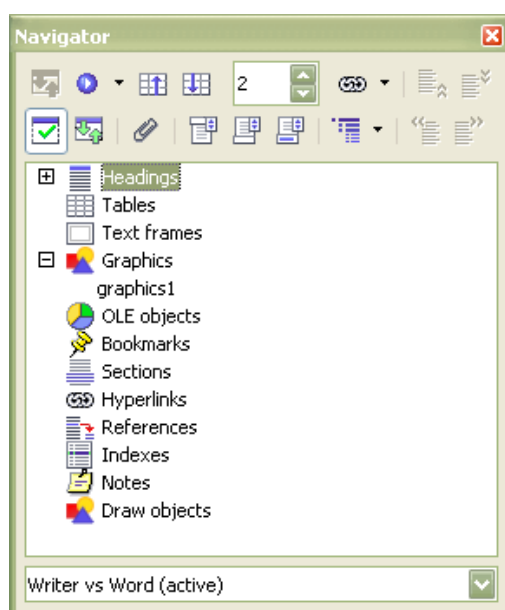 Navigator
2
Headings
Tables
Text frames
Graphics
graphics1
OLE objects
Bookmarks
Sections
Hyperlinks
References
Indexes
Notes
Draw objects
Writer vs Word (active)